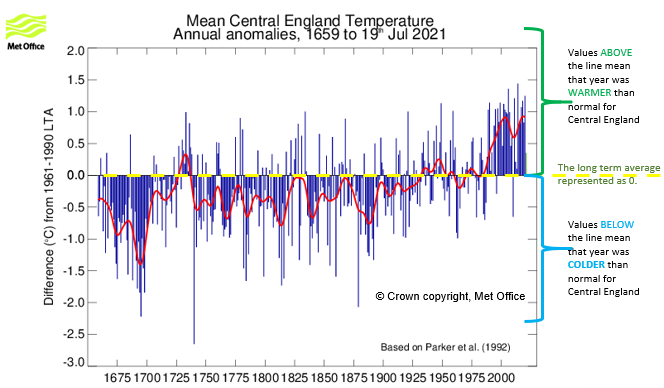 Met Office
Mean Central England Temperature
Annual anomalies, 1659 to 19th Jul 2021
Difference (°C) from 1961-1990 LTA
2.0
1.5
1.0
0.5
0.0
-0.5
-1.0
-1.5
-2.0
-2.5
-3.0
1675 1700 1725 1750 1775 1800 1825 1850 1875 1900 1925 1950 1975 2000
© Crown copyright, Met Office
Based on Parker et al. (1992)
Values ABOVE
the line mean
that year was
WARMER than
normal for
Central England
The long term average
represented as 0.
Values BELOW
the line mean
that year was
COLDER than
normal for
Central England